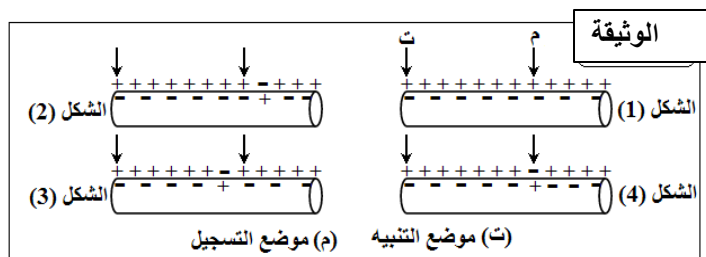 الوثيقة
ت م
+ + + + + + + + + + + + +
- - - - - - - -
الشكل (1)
+ + + + + + + + + - + + +
- - - - - - + - -
الشكل (2)
+ + + + + + + - + + + + +
- - - - + - - - -
الشكل (3)
+ + + + + + + + - + + + +
- - - - - + - - -
الشكل (4)
(ت) موضع التنبيه
(م) موضع التسجيل